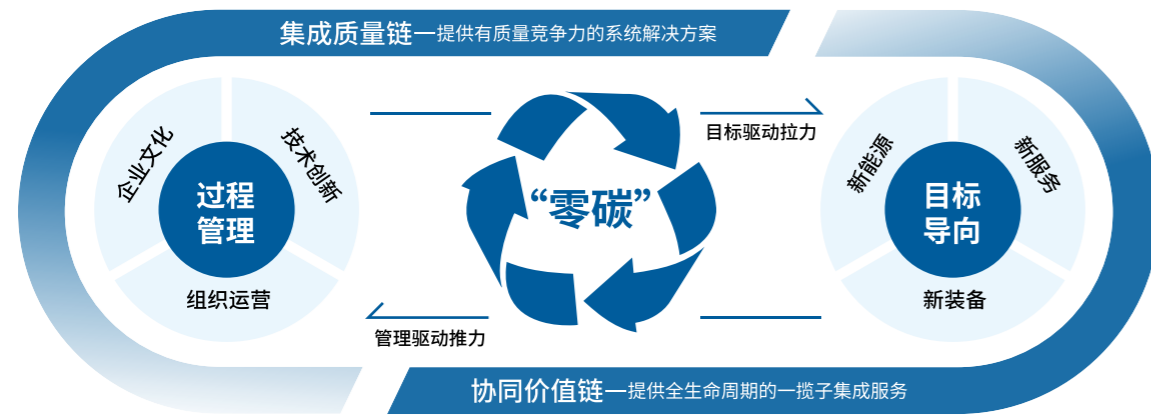 集成质量链—提供有质量竞争力的系统解决方案
企业文化
技术创新
过程
管理
组织运营
“零碳”
目标驱动拉力
管理驱动推力
新能源
新服务
目标
导向
新装备
协同价值链—提供全生命周期的一揽子集成服务